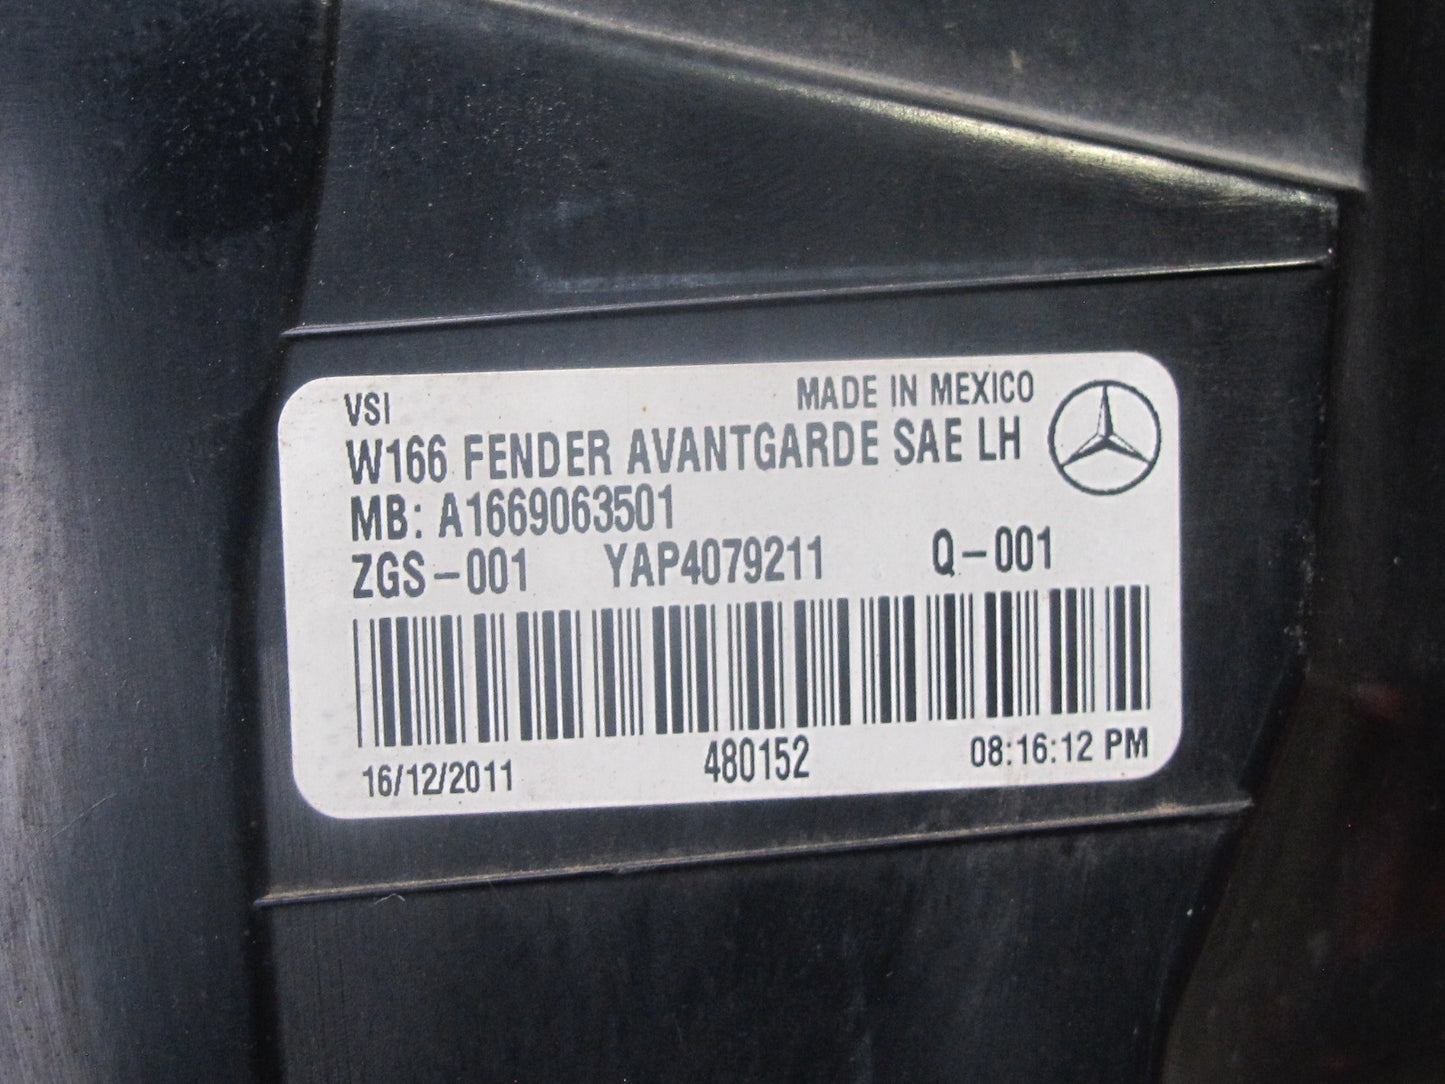 VSI MADE IN MEXICO
W166 FENDER AVANTGARDE SAE LH
MB: A1669063501
ZGS-001 YAP4079211 Q-001
16/12/2011 480152 08:16:12 PM